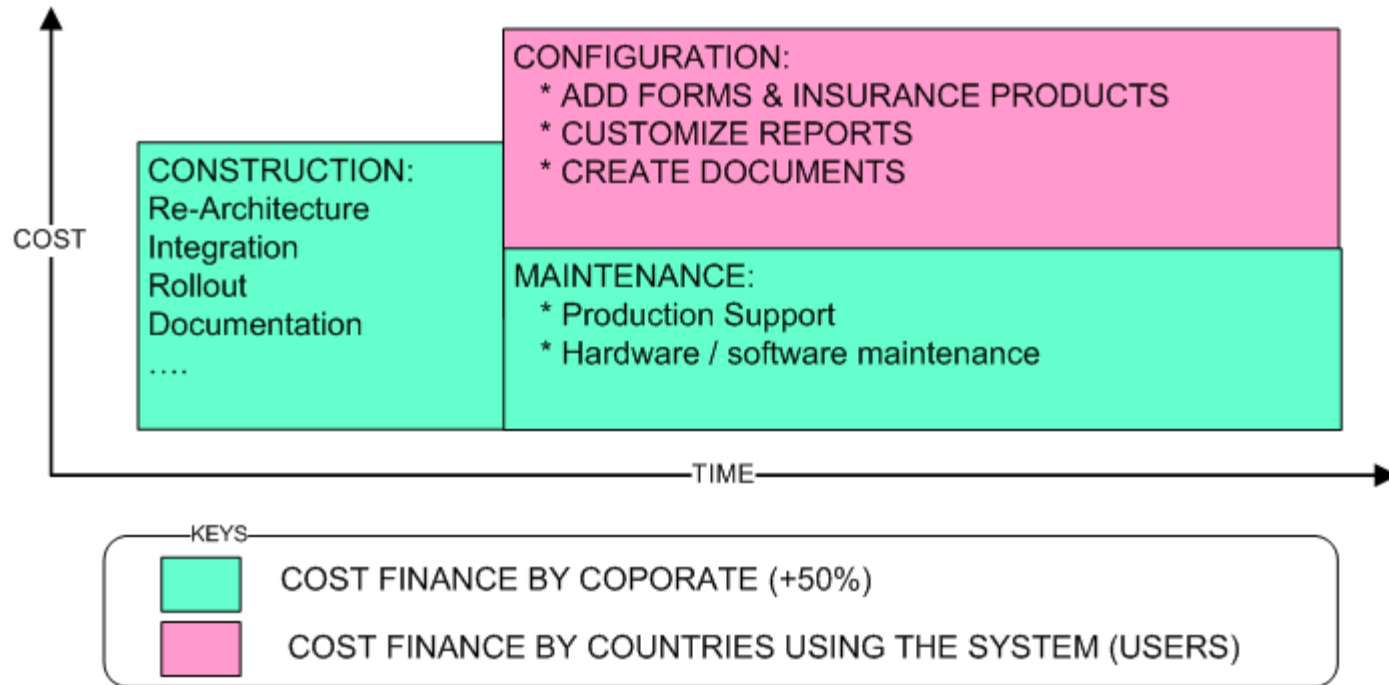 CONFIGURATION:
* ADD FORMS & INSURANCE PRODUCTS
* CUSTOMIZE REPORTS
* CREATE DOCUMENTS
CONSTRUCTION:
Re-Architecture
Integration
Rollout
Documentation
....
COST
MAINTENANCE:
* Production Support
* Hardware / software maintenance
TIME
KEYS
COST FINANCE BY COPORATE (+50%)
COST FINANCE BY COUNTRIES USING THE SYSTEM (USERS)